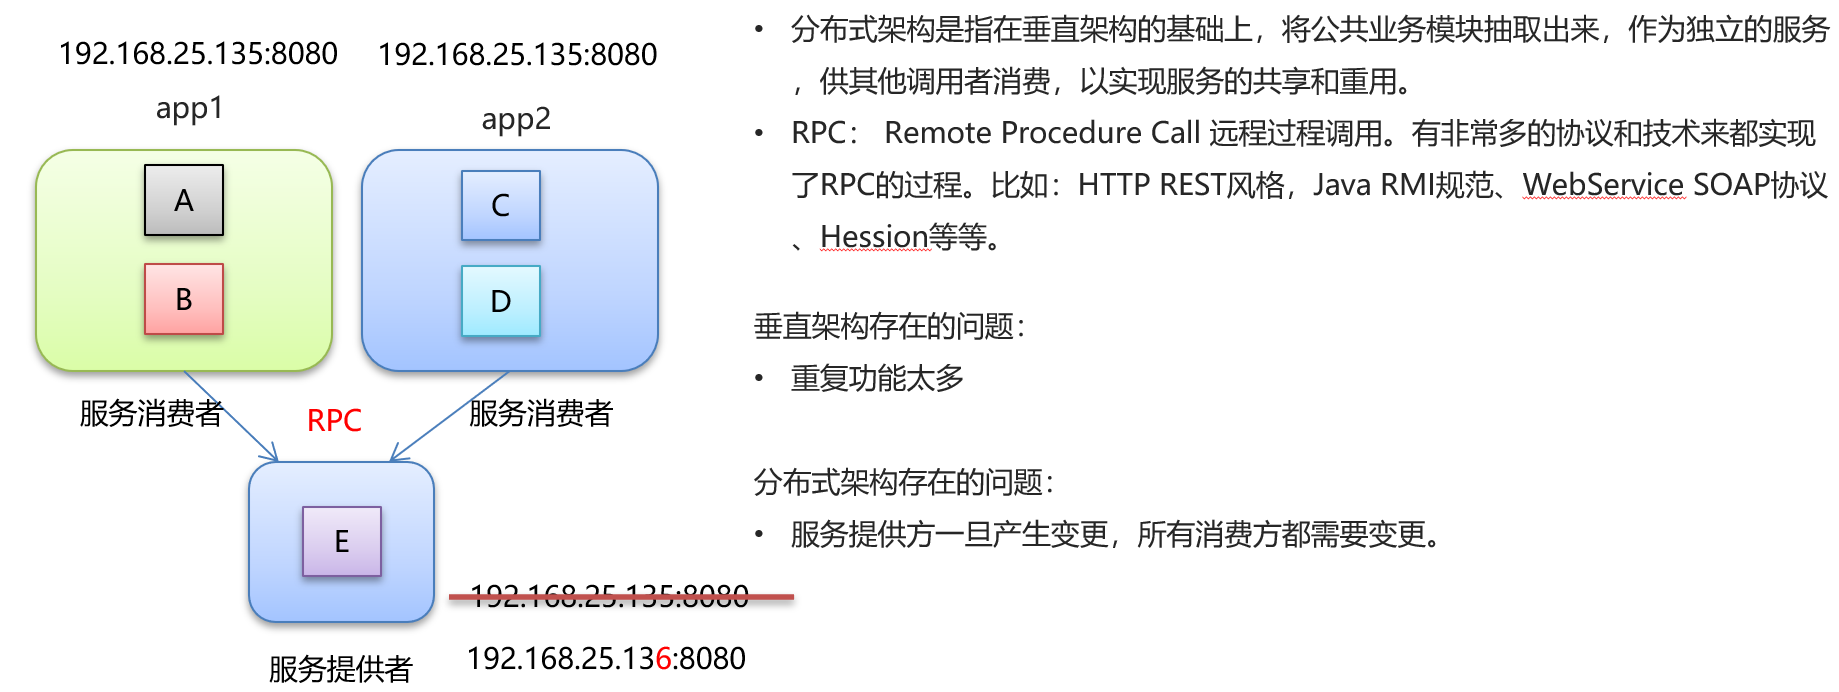 192.168.25.135:8080
192.168.25.135:8080
app1
app2
A
B
C
D
服务消费者
RPC
服务消费者
E
192.168.25.135:8080
192.168.25.136:8080
服务提供者
• 分布式架构是指在垂直架构的基础上，将公共业务模块抽取出来，作为独立的服务
，供其他调用者消费，以实现服务的共享和重用。
• RPC： Remote Procedure Call 远程过程调用。有非常多的协议和技术来都实现
了RPC的过程。比如：HTTP REST风格，Java RMI规范、WebService SOAP协议
、Hession等等。
垂直架构存在的问题：
• 重复功能太多
分布式架构存在的问题：
• 服务提供方一旦产生变更，所有消费方都需要变更。